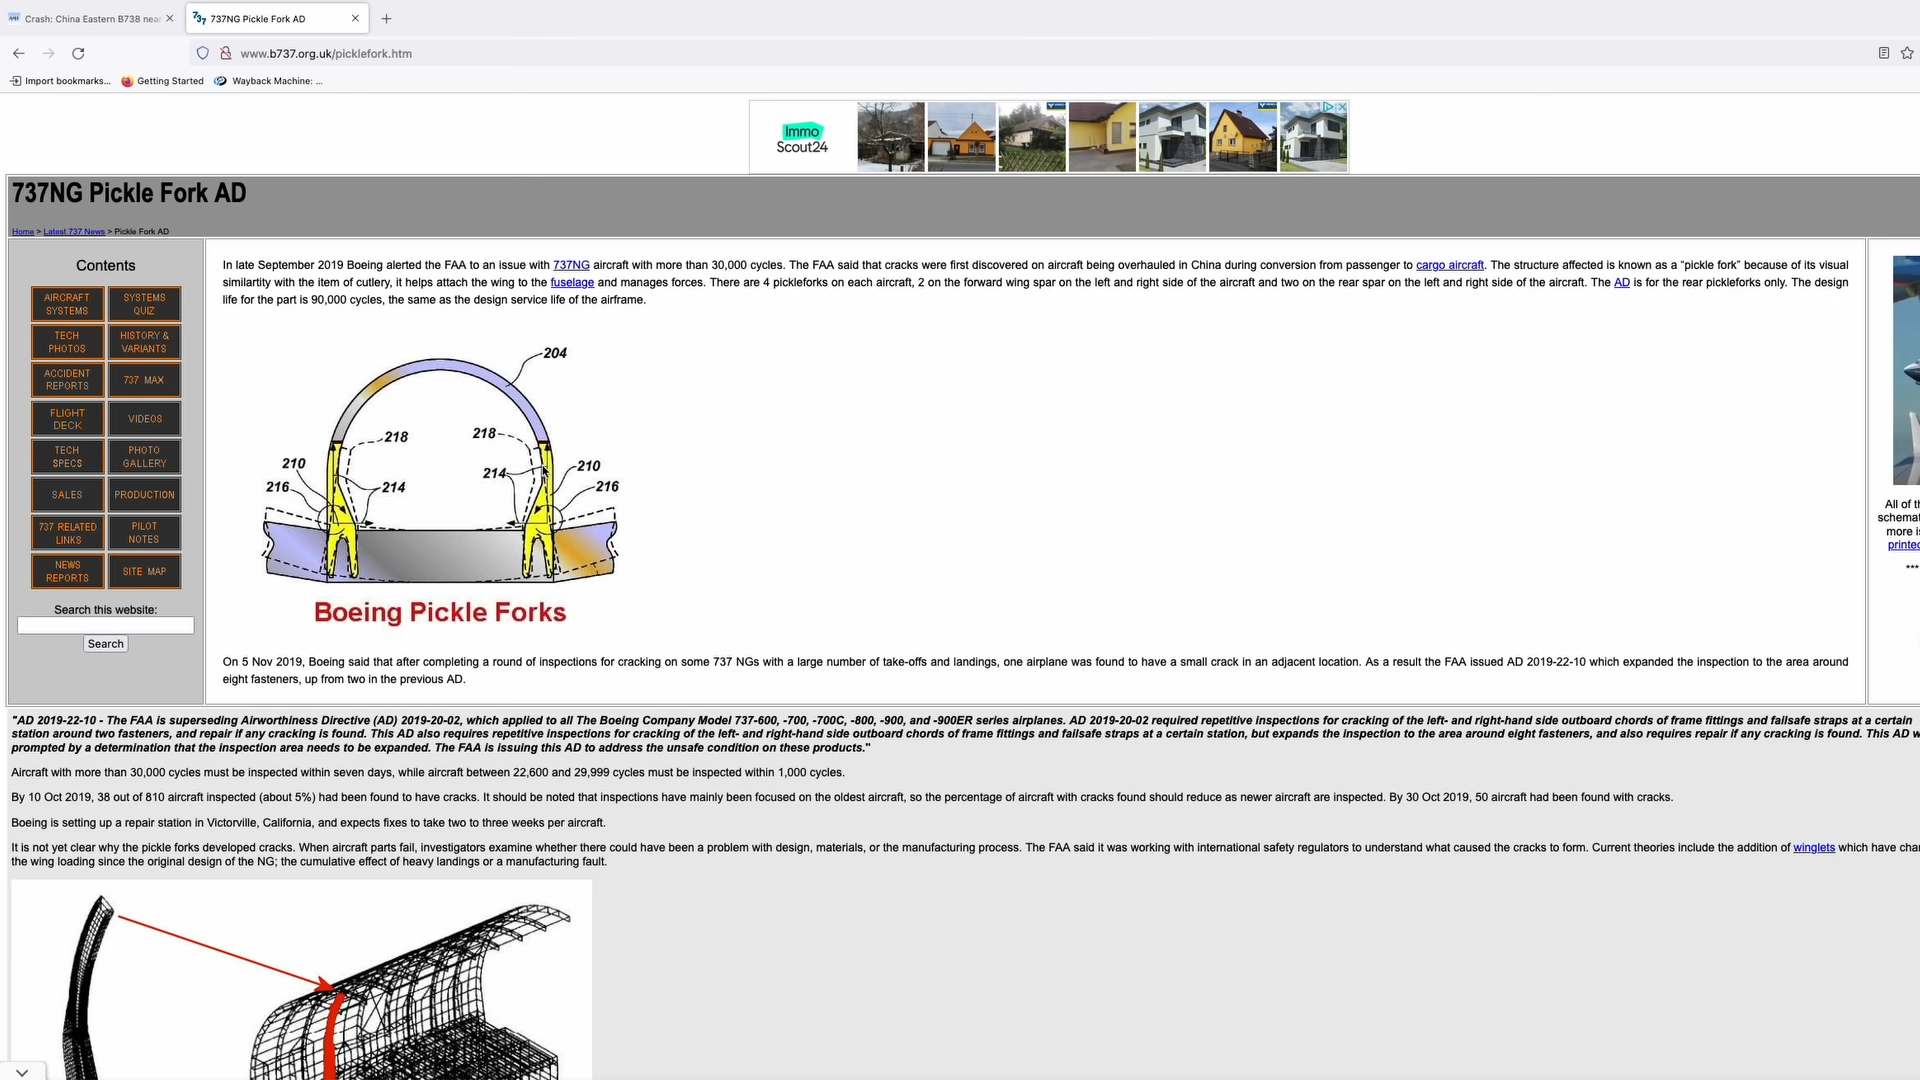 Crash: China Eastern B738 nea
737NG Pickle Fork AD
www.b737.org.uk/picklefork.htm
Import bookmarks... Getting Started Wayback Machine: ...
Immo
Scout24
737NG Pickle Fork AD
Home > Latest 737 News > Pickle Fork AD
Contents
AIRCRAFT SYSTEMS
SYSTEMS QUIZ
TECH PHOTOS
HISTORY & VARIANTS
ACCIDENT REPORTS
737 MAX
FLIGHT DECK
VIDEOS
TECH SPECS
PHOTO GALLERY
SALES
PRODUCTION
737 RELATED LINKS
PILOT NOTES
NEWS REPORTS
SITE MAP
Search this website:
Search
In late September 2019 Boeing alerted the FAA to an issue with 737NG aircraft with more than 30,000 cycles. The FAA said that cracks were first discovered on aircraft being overhauled in China during conversion from passenger to cargo aircraft. The structure affected is known as a "pickle fork" because of its visual
similartity with the item of cutlery, it helps attach the wing to the fuselage and manages forces. There are 4 pickleforks on each aircraft, 2 on the forward wing spar on the left and right side of the aircraft and two on the rear spar on the left and right side of the aircraft. The AD is for the rear pickleforks only. The design
life for the part is 90,000 cycles, the same as the design service life of the airframe.
204
218 218
210 214 210
216 214 216
Boeing Pickle Forks
On 5 Nov 2019, Boeing said that after completing a round of inspections for cracking on some 737 NGs with a large number of take-offs and landings, one airplane was found to have a small crack in an adjacent location. As a result the FAA issued AD 2019-22-10 which expanded the inspection to the area around
eight fasteners, up from two in the previous AD.
All of th
schemat
more is
printed
***
"AD 2019-22-10 - The FAA is superseding Airworthiness Directive (AD) 2019-20-02, which applied to all The Boeing Company Model 737-600, -700, -700C, -800, -900, and -900ER series airplanes. AD 2019-20-02 required repetitive inspections for cracking of the left- and right-hand side outboard chords of frame fittings and failsafe straps at a certain
station around two fasteners, and repair if any cracking is found. This AD also requires repetitive inspections for cracking of the left- and right-hand side outboard chords of frame fittings and failsafe straps at a certain station, but expands the inspection to the area around eight fasteners, and also requires repair if any cracking is found. This AD w
prompted by a determination that the inspection area needs to be expanded. The FAA is issuing this AD to address the unsafe condition on these products."
Aircraft with more than 30,000 cycles must be inspected within seven days, while aircraft between 22,600 and 29,999 cycles must be inspected within 1,000 cycles.
By 10 Oct 2019, 38 out of 810 aircraft inspected (about 5%) had been found to have cracks. It should be noted that inspections have mainly been focused on the oldest aircraft, so the percentage of aircraft with cracks found should reduce as newer aircraft are inspected. By 30 Oct 2019, 50 aircraft had been found with cracks.
Boeing is setting up a repair station in Victorville, California, and expects fixes to take two to three weeks per aircraft.
It is not yet clear why the pickle forks developed cracks. When aircraft parts fail, investigators examine whether there could have been a problem with design, materials, or the manufacturing process. The FAA said it was working with international safety regulators to understand what caused the cracks to form. Current theories include the addition of winglets which have cha
the wing loading since the original design of the NG; the cumulative effect of heavy landings or a manufacturing fault.